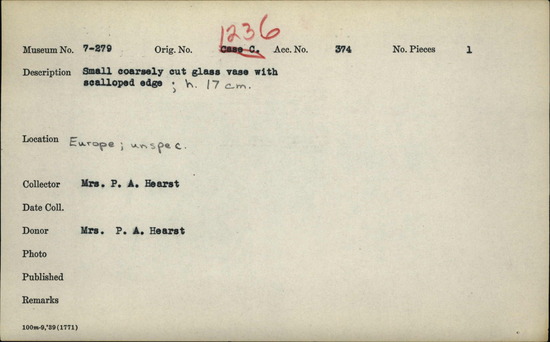 1236
Museum No. 7-279 Orig. No. Case C. Acc. No. 374 No. Pieces 1
Description Small coarsely cut glass vase with
scalloped edge ; h. 17 cm.
Location Europe; unspec.
Collector Mrs. P. A. Hearst
Date Coll.
Donor Mrs. P. A. Hearst
Photo
Published
Remarks
100m-9,'39(1771)